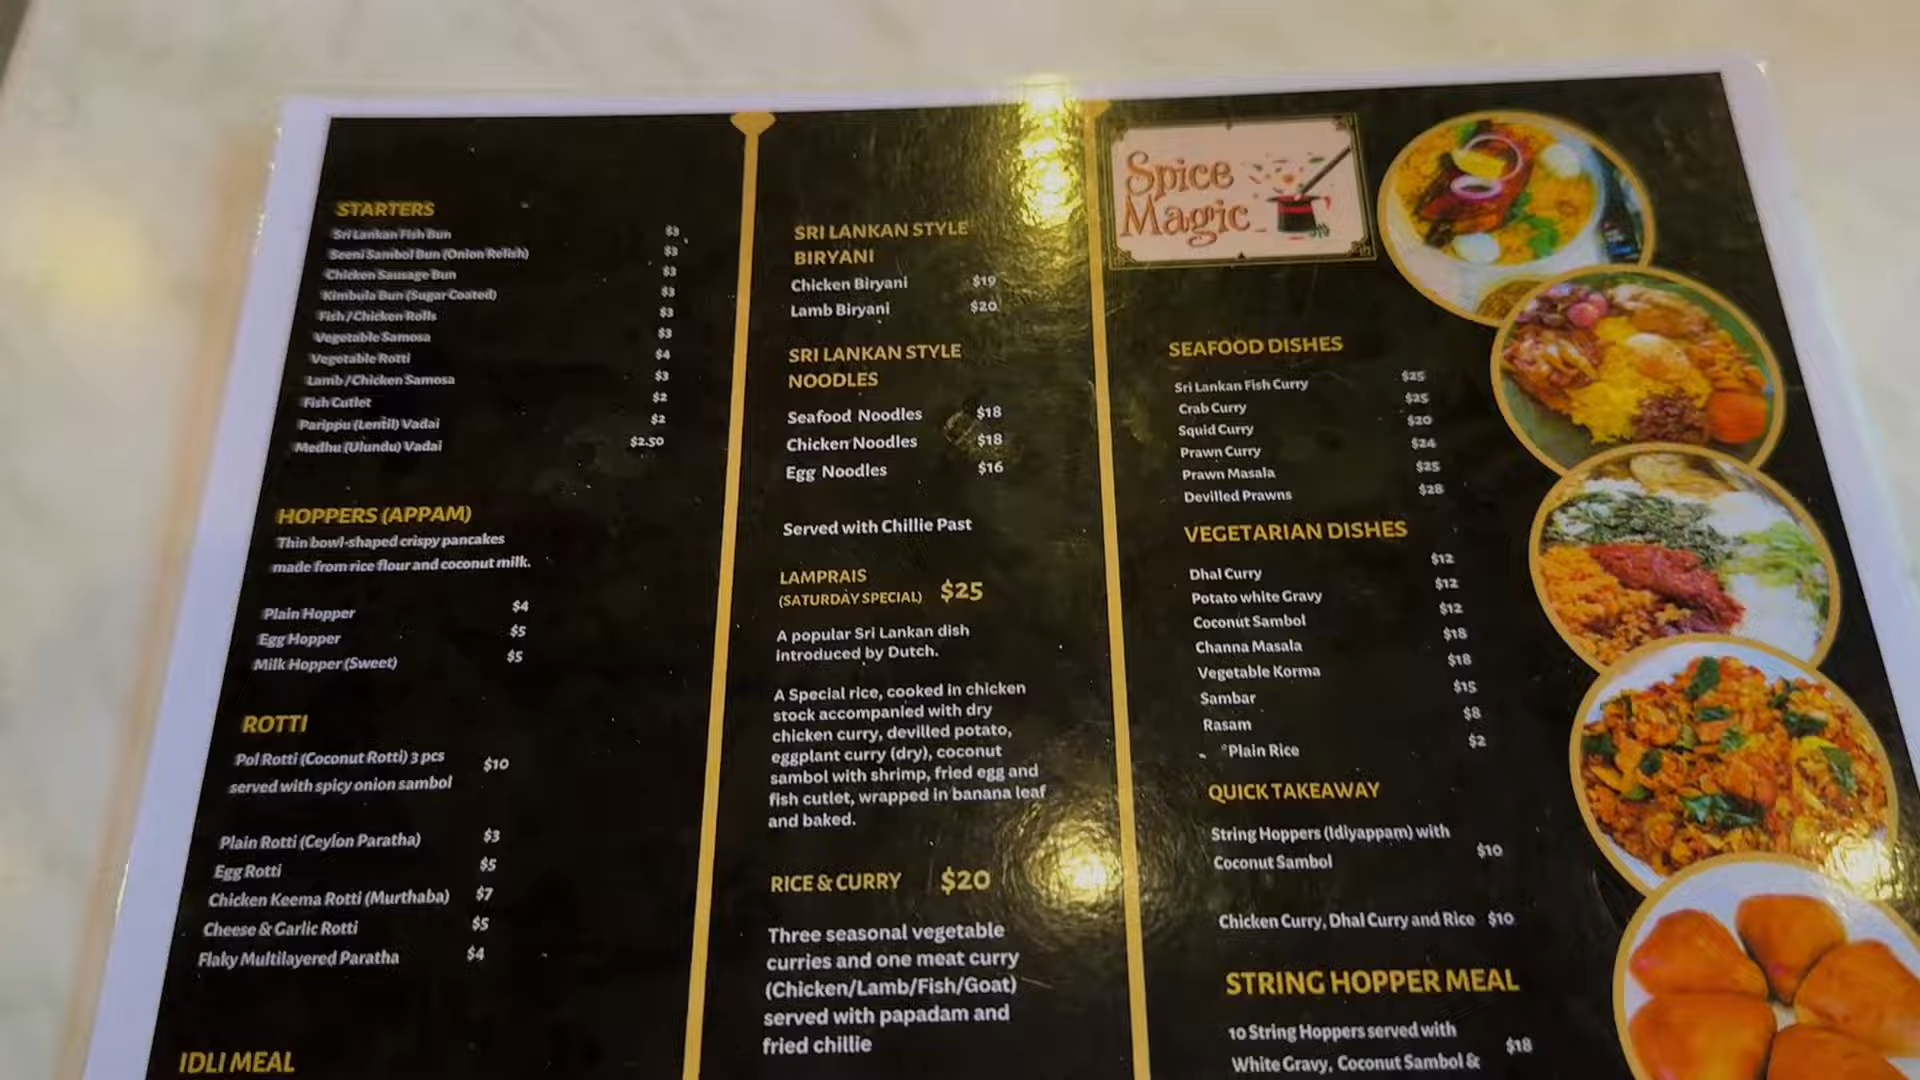 STARTERS
Sri Lankan Fish Bun $3
Seeni Sambol Bun (Onion Relish) $3
Chicken Sausage Bun $3
Kimbula Bun (Sugar Coated) $3
Fish / Chicken Rolls $3
Vegetable Samosa $3
Vegetable Rotti $4
Lamb / Chicken Samosa $3
Fish Cutlet $2
Parippu (Lentil) Vadai $2
Medhu (Ulundu) Vadai $2.50
HOPPERS (APPAM)
Thin bowl-shaped crispy pancakes
made from rice flour and coconut milk.
Plain Hopper $4
Egg Hopper $5
Milk Hopper (Sweet) $5
ROTTI
Pol Rotti (Coconut Rotti) 3 pcs
served with spicy onion sambol $10
Plain Rotti (Ceylon Paratha) $3
Egg Rotti $5
Chicken Keema Rotti (Murthaba) $7
Cheese & Garlic Rotti $5
Flaky Multilayered Paratha $4
IDLI MEAL
SRI LANKAN STYLE
BIRYANI
Chicken Biryani $19
Lamb Biryani $20
SRI LANKAN STYLE
NOODLES
Seafood Noodles $18
Chicken Noodles $18
Egg Noodles $16
Served with Chillie Past
LAMPRAIS
(SATURDAY SPECIAL) $25
A popular Sri Lankan dish
introduced by Dutch.
A Special rice, cooked in chicken
stock accompanied with dry
chicken curry, devilled potato,
eggplant curry (dry), coconut
sambol with shrimp, fried egg and
fish cutlet, wrapped in banana leaf
and baked.
RICE & CURRY $20
Three seasonal vegetable
curries and one meat curry
(Chicken/Lamb/Fish/Goat)
served with papadam and
fried chillie
Spice
Magic
SEAFOOD DISHES
Sri Lankan Fish Curry $25
Crab Curry $25
Squid Curry $20
Prawn Curry $24
Prawn Masala $25
Devilled Prawns $28
VEGETARIAN DISHES
Dhal Curry $12
Potato white Gravy $12
Coconut Sambol $12
Channa Masala $18
Vegetable Korma $18
Sambar $15
Rasam $8
*Plain Rice $2
QUICK TAKEAWAY
String Hoppers (Idiyappam) with
Coconut Sambol $10
Chicken Curry, Dhal Curry and Rice $10
STRING HOPPER MEAL
10 String Hoppers served with
White Gravy, Coconut Sambol & $18